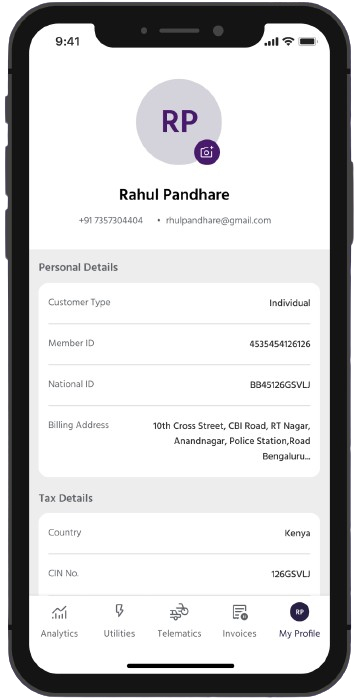 9:41
RP
Rahul Pandhare
+91 7357304404 • rhulpandhare@gmail.com
Personal Details
Customer Type Individual
Member ID 4535454126126
National ID BB45126GSVLJ
Billing Address 10th Cross Street, CBI Road, RT Nagar,
Anandnagar, Police Station,Road
Bengaluru...
Tax Details
Country Kenya
CIN No. 126GSVLJ
RP
Analytics Utilities Telematics Invoices My Profile